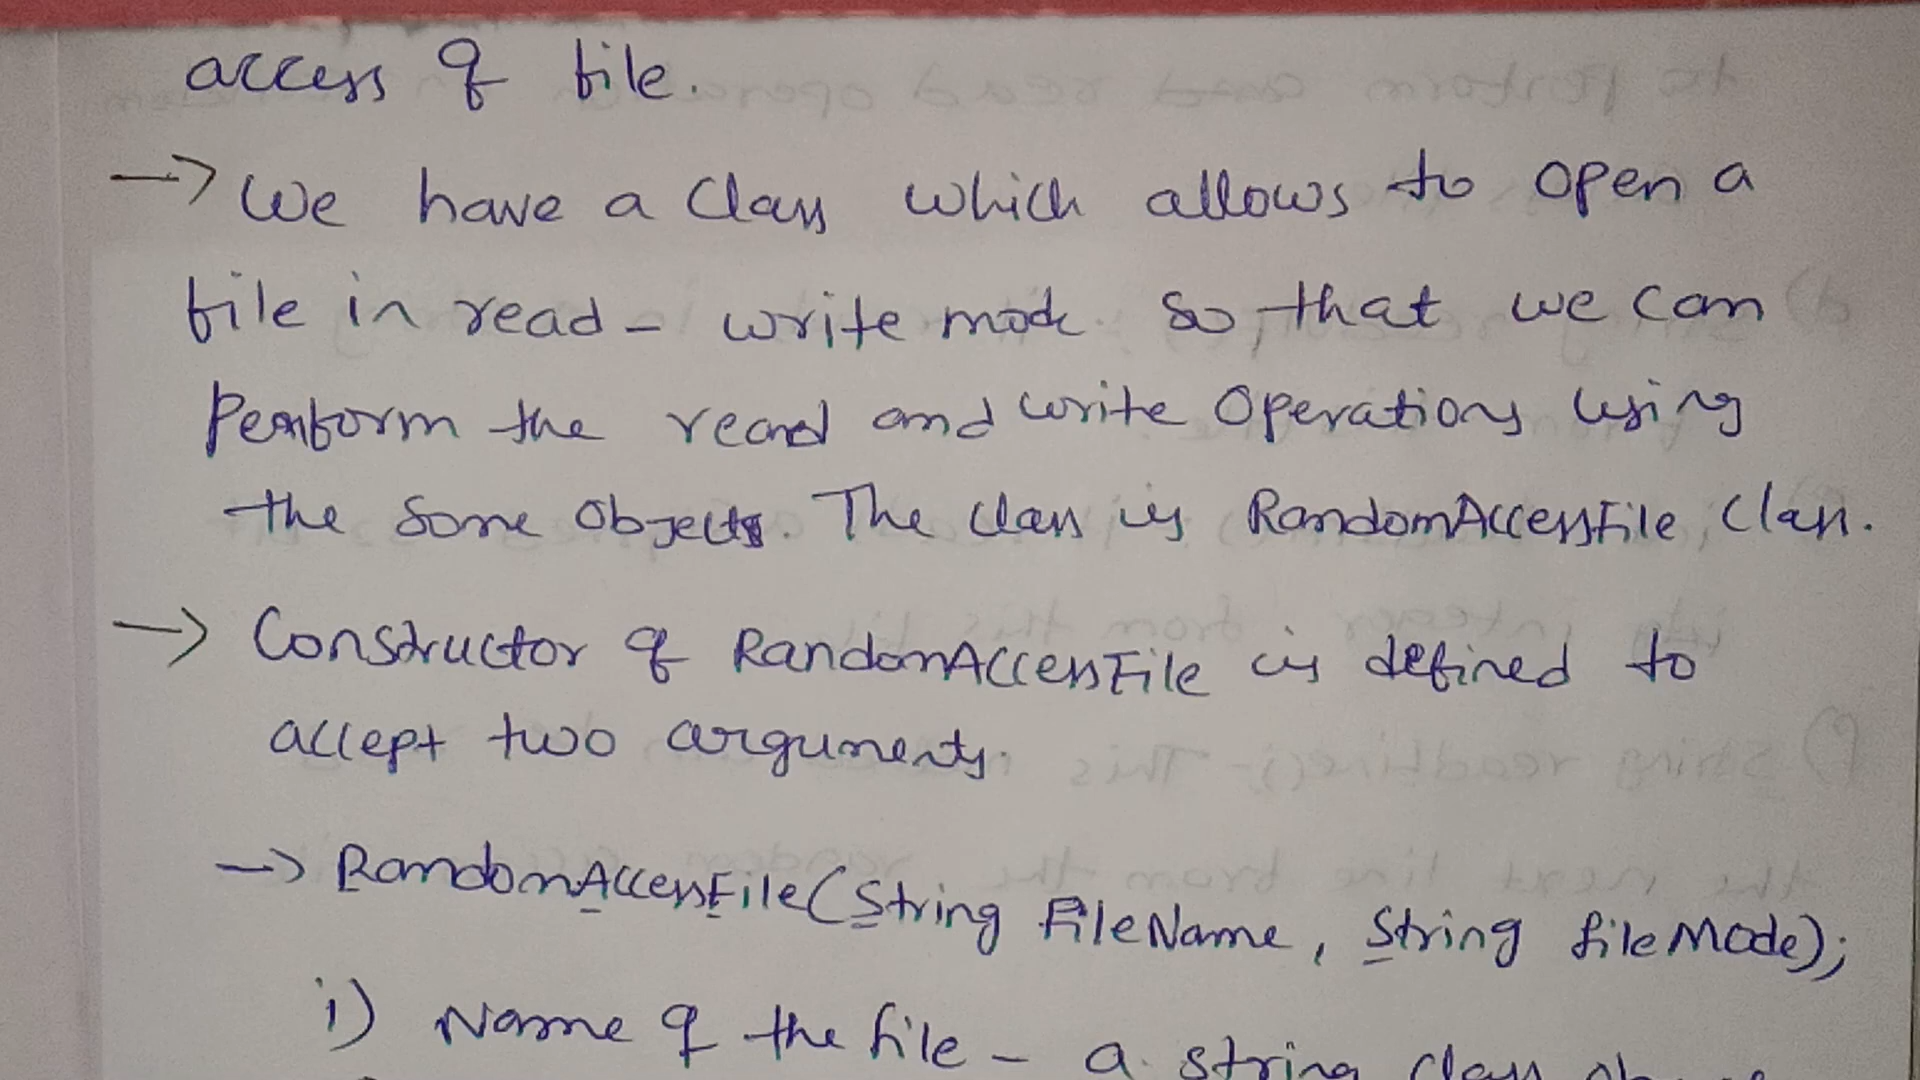 access of file.
→ We have a Class which allows to open a
file in read - write mode so that we can
Perform the read and write Operations using
the same objects. The class is RandomAccessFile Class.
→ Constructor of RandomAccessFile is defined to
accept two arguments.
→ RandomAccessFile(String FileName, String fileMode);
i) Name of the file - a string class